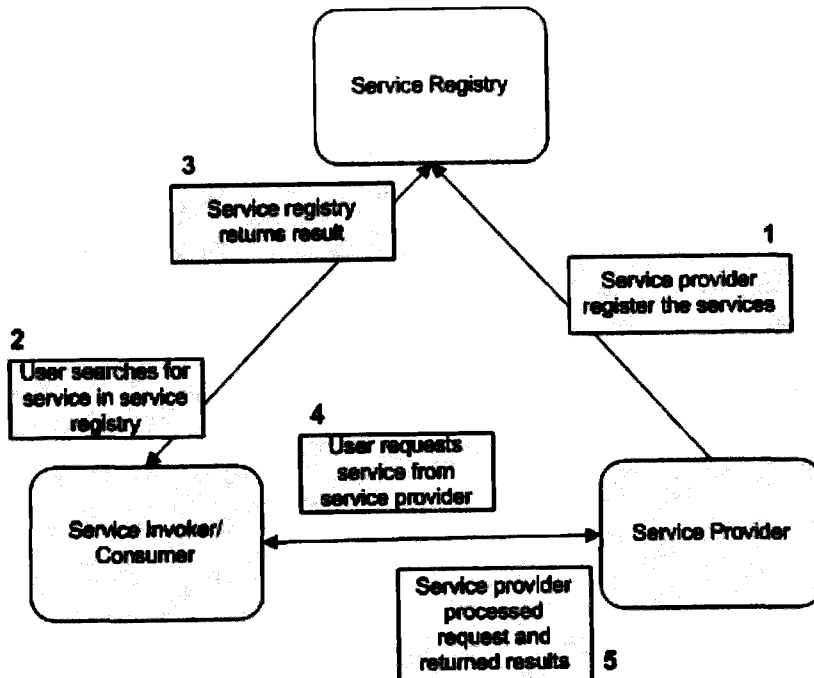 Service Registry
3
Service registry
returns result
1
Service provider
register the services
2
User searches for
service in service
registry
4
User requests
service from
service provider
Service Invoker/
Consumer
Service Provider
Service provider
processed
request and
returned results
5